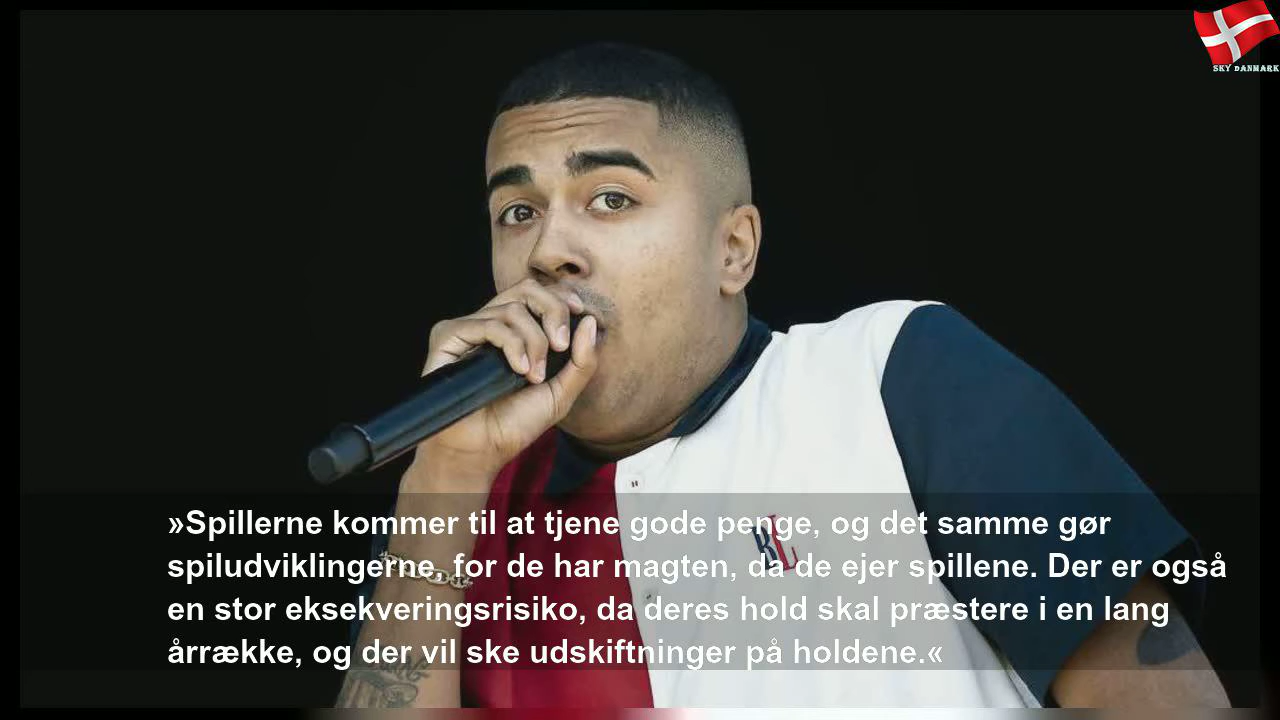 SKY DANMARK
»Spillerne kommer til at tjene gode penge, og det samme gør
spiludviklingerne, for de har magten, da de ejer spillene. Der er også
en stor eksekveringsrisiko, da deres hold skal præstere i en lang
årrække, og der vil ske udskiftninger på holdene.«